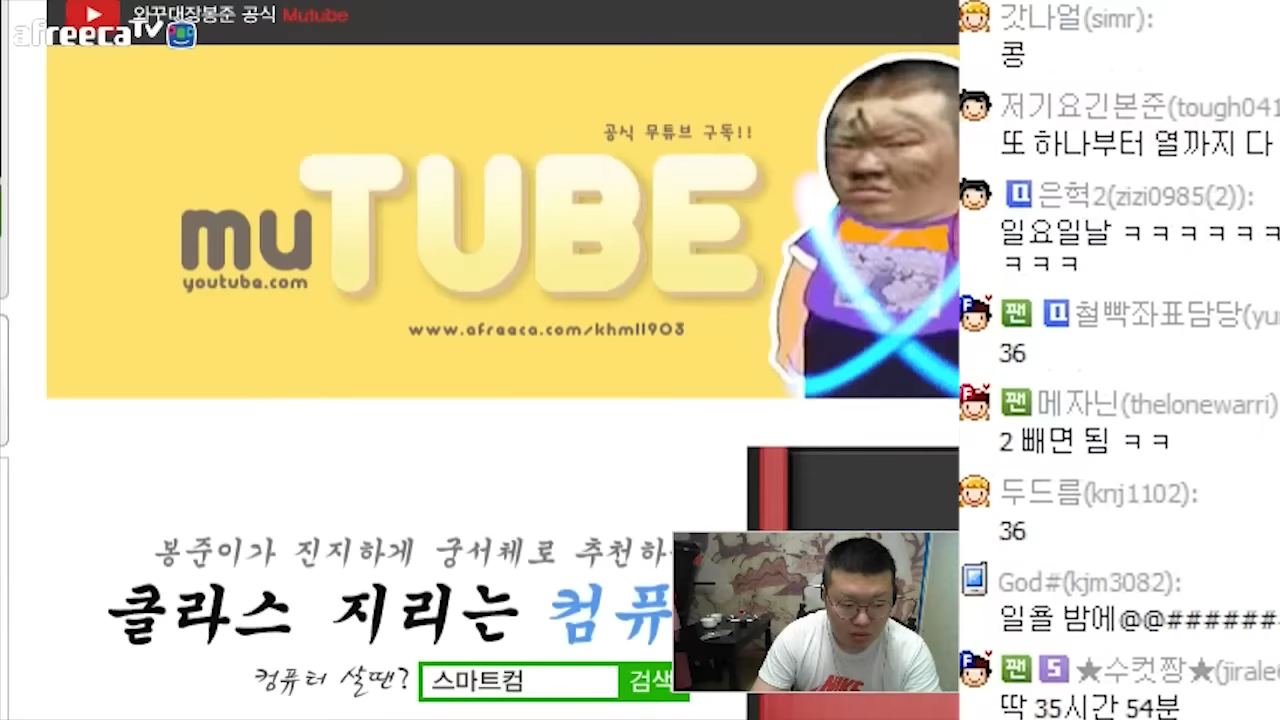 와꾸대장봉준 공식 Mutube
afreecaTV
공식 무튜브 구독!!
muTUBE
youtube.com
www.afreeca.com/khm11903
봉준이가 진지하게 궁서체로 추천하
클라스 지리는 컴퓨
컴퓨터 살땐? 스마트컴 검색
NIKE
갓나얼(simr):
콩
저기요긴본준(tough041
또 하나부터 열까지 다
은혁2(zizi0985(2)):
일요일날 ㅋㅋㅋㅋㅋㅋ
ㅋㅋㅋ
팬 철빡좌표담당(yu
36
팬 메자닌(thelonewarri)
2 빼면 됨 ㅋㅋ
두드름(knj1102):
36
God#(kjm3082):
일욜 밤에@@######
팬 S ★수컷짱★(jirale
딱 35시간 54분